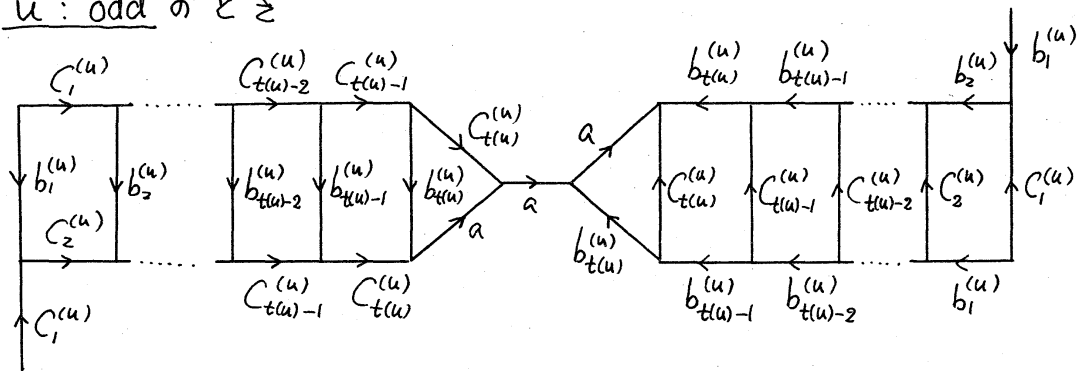 u : odd のとき
C_1^{(u)} C_{t(u)-2}^{(u)} C_{t(u)-1}^{(u)} b_{t(u)}^{(u)} b_{t(u)-1}^{(u)} b_2^{(u)} b_1^{(u)}
C_{t(u)}^{(u)} a
b_1^{(u)} b_2^{(u)} b_{t(u)-2}^{(u)} b_{t(u)-1}^{(u)} b_{t(u)}^{(u)} a C_{t(u)}^{(u)} C_{t(u)-1}^{(u)} C_{t(u)-2}^{(u)} C_2^{(u)} C_1^{(u)}
C_2^{(u)} a b_{t(u)}^{(u)}
C_1^{(u)} C_{t(u)-1}^{(u)} C_{t(u)}^{(u)} b_{t(u)-1}^{(u)} b_{t(u)-2}^{(u)} b_1^{(u)}